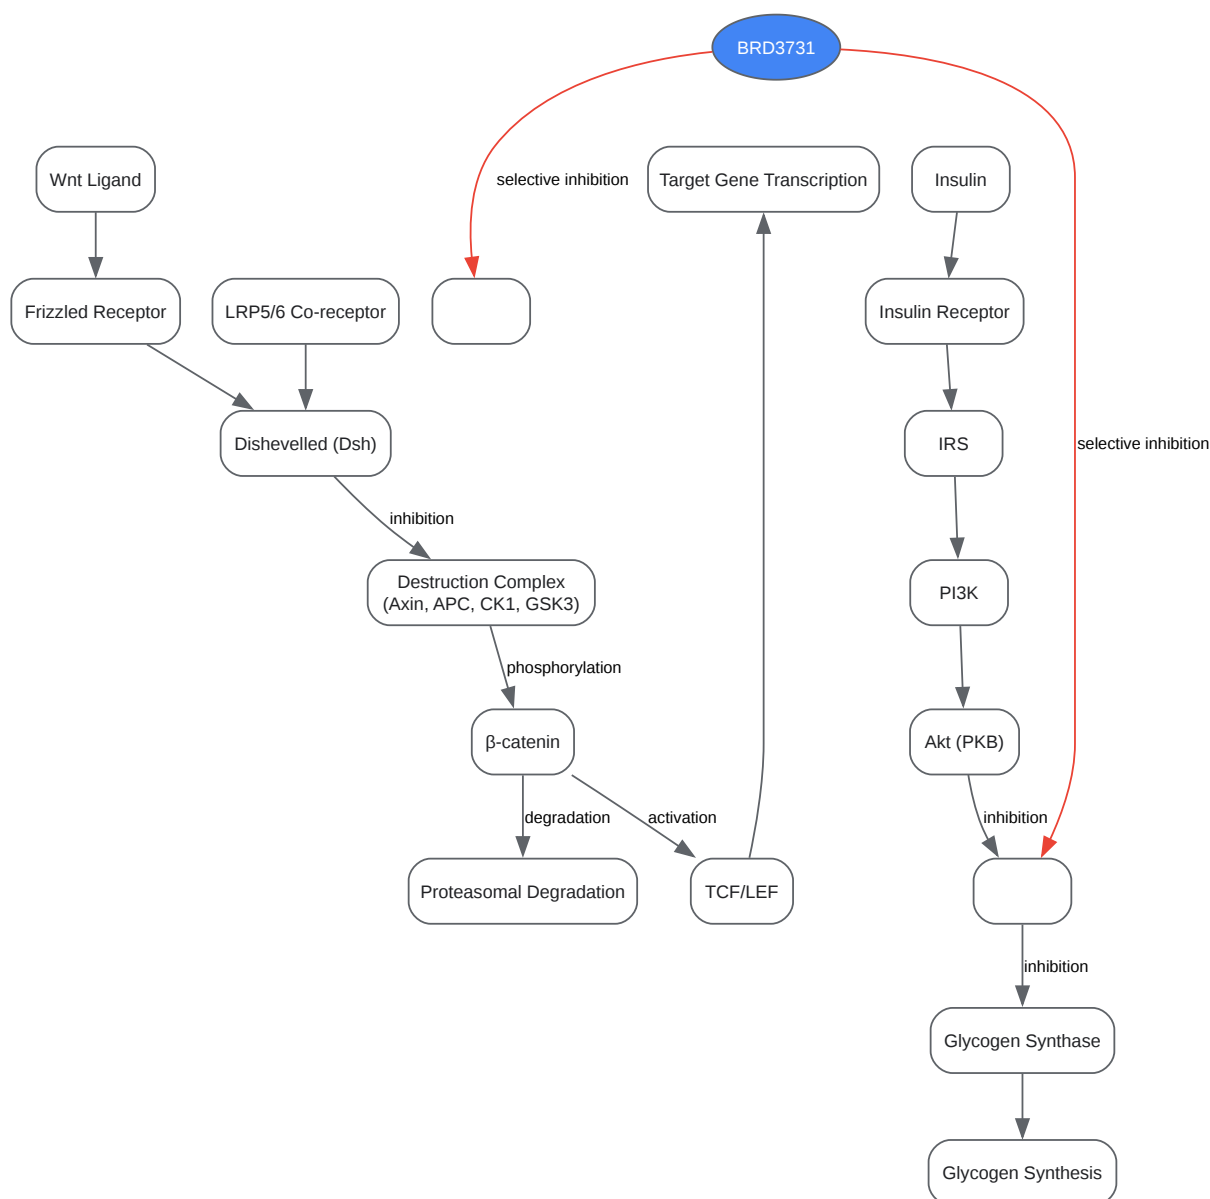 BRD3731
selective inhibition
Wnt Ligand
Target Gene Transcription
Insulin
Frizzled Receptor
LRP5/6 Co-receptor
Insulin Receptor
Dishevelled (Dsh)
IRS
selective inhibition
inhibition
Destruction Complex
(Axin, APC, CK1, GSK3)
PI3K
phosphorylation
β-catenin
Akt (PKB)
degradation
activation
inhibition
Proteasomal Degradation
TCF/LEF
inhibition
Glycogen Synthase
Glycogen Synthesis